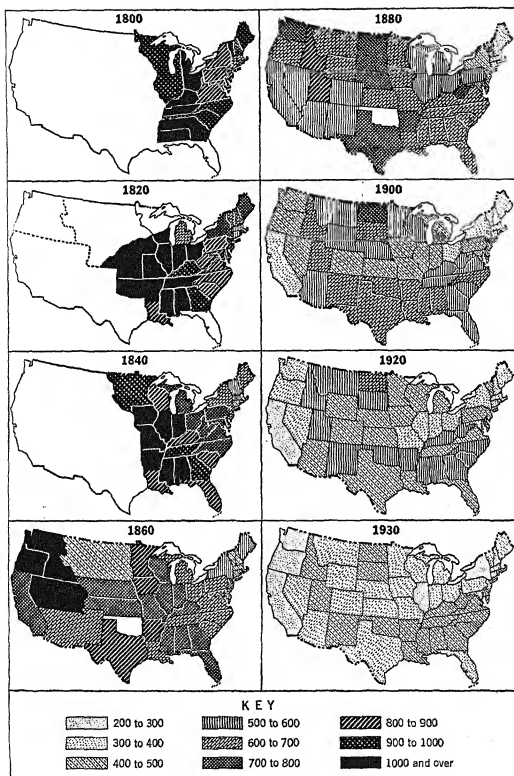 1800
1880
1820
1900
1840
1920
1860
1930
KEY
200 to 300
500 to 600
800 to 900
300 to 400
600 to 700
900 to 1000
400 to 500
700 to 800
1000 and over